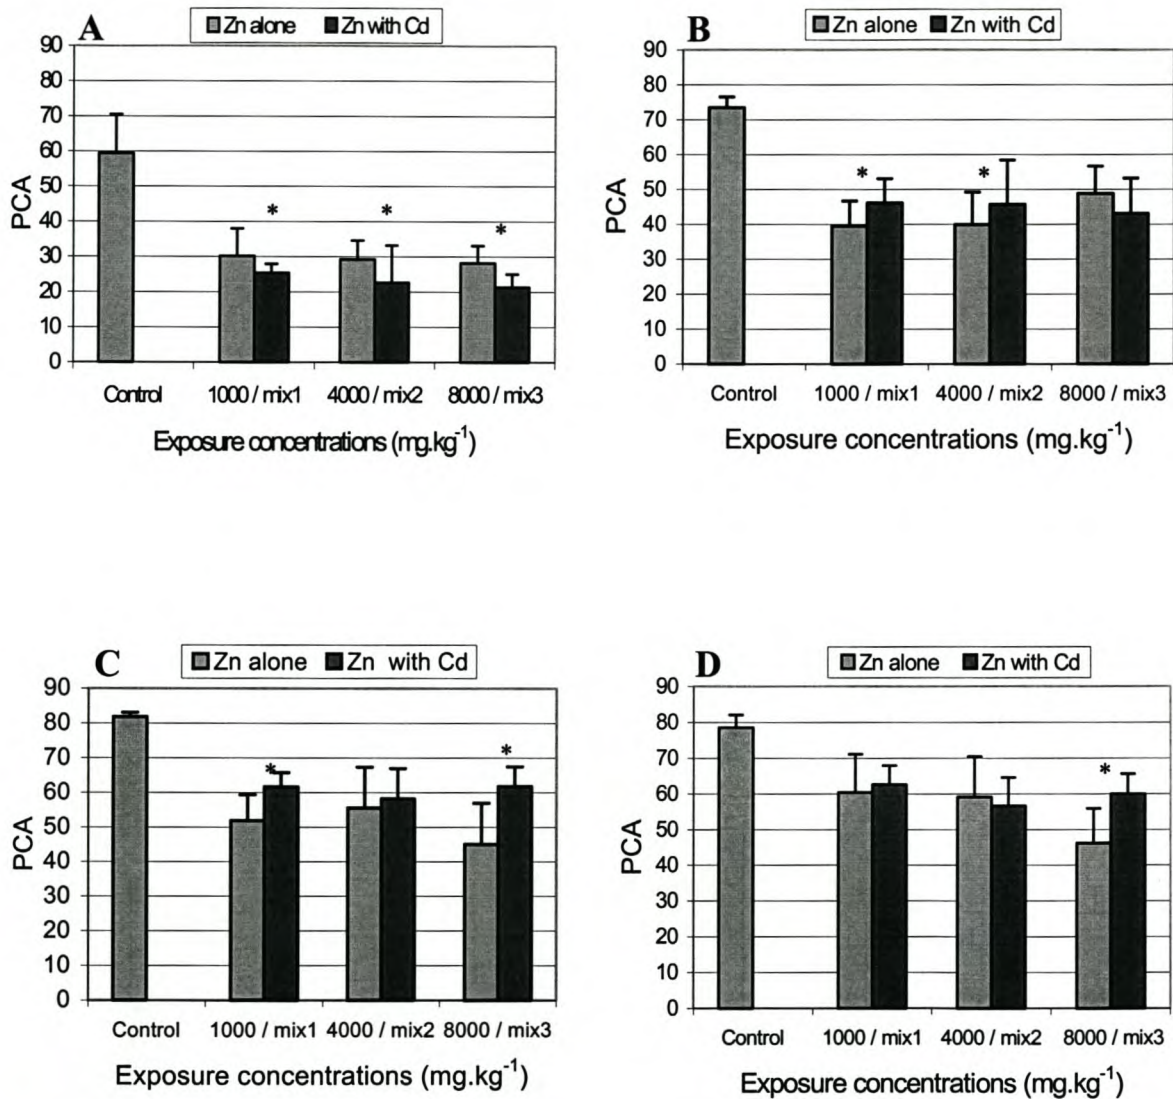 A
Zn alone Zn with Cd
90
80
70
60
50
40
30
20
10
0
PCA
*
*
*
Control 1000 / mix1 4000 / mix2 8000 / mix3
Exposure concentrations (mg.kg⁻¹)
B
Zn alone Zn with Cd
90
80
70
60
50
40
30
20
10
0
PCA
* *
Control 1000 / mix1 4000 / mix2 8000 / mix3
Exposure concentrations (mg.kg⁻¹)
C
Zn alone Zn with Cd
90
80
70
60
50
40
30
20
10
0
PCA
*
*
Control 1000 / mix1 4000 / mix2 8000 / mix3
Exposure concentrations (mg.kg⁻¹)
D
Zn alone Zn with Cd
90
80
70
60
50
40
30
20
10
0
PCA
*
Control 1000 / mix1 4000 / mix2 8000 / mix3
Exposure concentrations (mg.kg⁻¹)